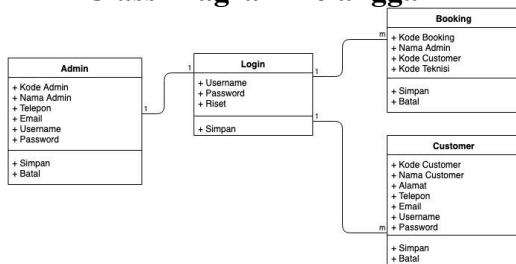 Admin
+ Kode Admin
+ Nama Admin
+ Telepon
+ Email
+ Username
+ Password
+ Simpan
+ Batal
1
1
Login
+ Username
+ Password
+ Riset
+ Simpan
1
1
m
m
Booking
+ Kode Booking
+ Nama Admin
+ Kode Customer
+ Kode Teknisi
+ Simpan
+ Batal
Customer
+ Kode Customer
+ Nama Customer
+ Alamat
+ Telepon
+ Email
+ Username
+ Password
+ Simpan
+ Batal